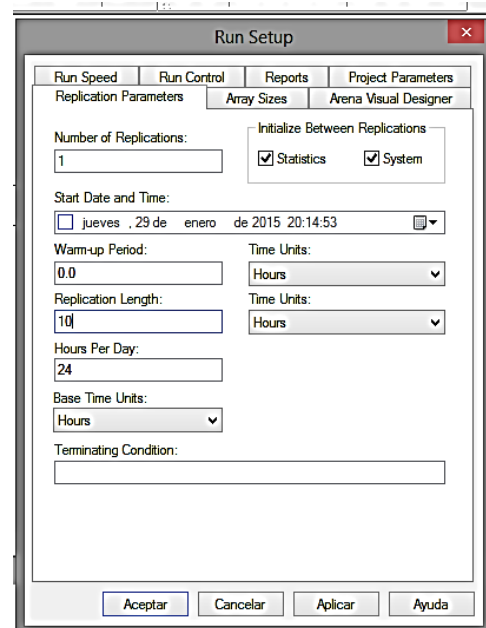 Run Setup
Run Speed Run Control Reports Project Parameters
Replication Parameters Array Sizes Arena Visual Designer
Number of Replications:
1
Initialize Between Replications
Statistics System
Start Date and Time:
jueves , 29 de enero de 2015 20:14:53
Warm-up Period: Time Units:
0.0 Hours
Replication Length: Time Units:
10 Hours
Hours Per Day:
24
Base Time Units:
Hours
Terminating Condition:
Aceptar Cancelar Aplicar Ayuda